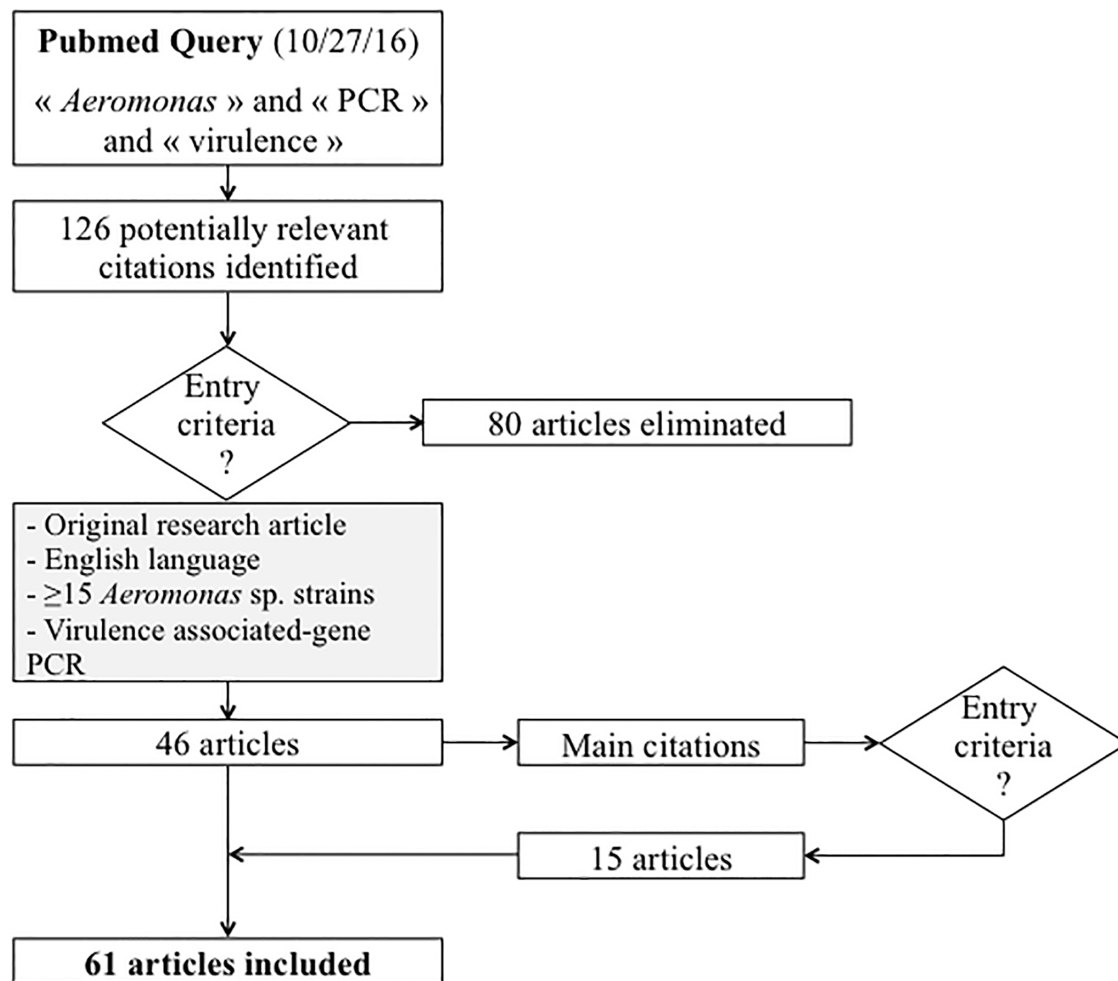 Pubmed Query (10/27/16)
« Aeromonas » and « PCR »
and « virulence »
126 potentially relevant
citations identified
Entry
criteria
?
80 articles eliminated
- Original research article
- English language
- ≥15 Aeromonas sp. strains
- Virulence associated-gene
PCR
46 articles
Main citations
Entry
criteria
?
15 articles
61 articles included